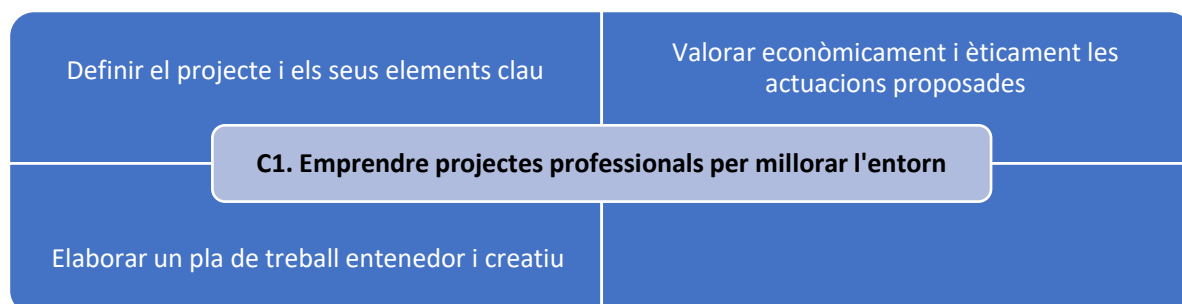 Definir el projecte i els seus elements clau
Valorar econòmicament i èticament les
actuacions proposades
C1. Emprendre projectes professionals per millorar l'entorn
Elaborar un pla de treball entenedor i creatiu